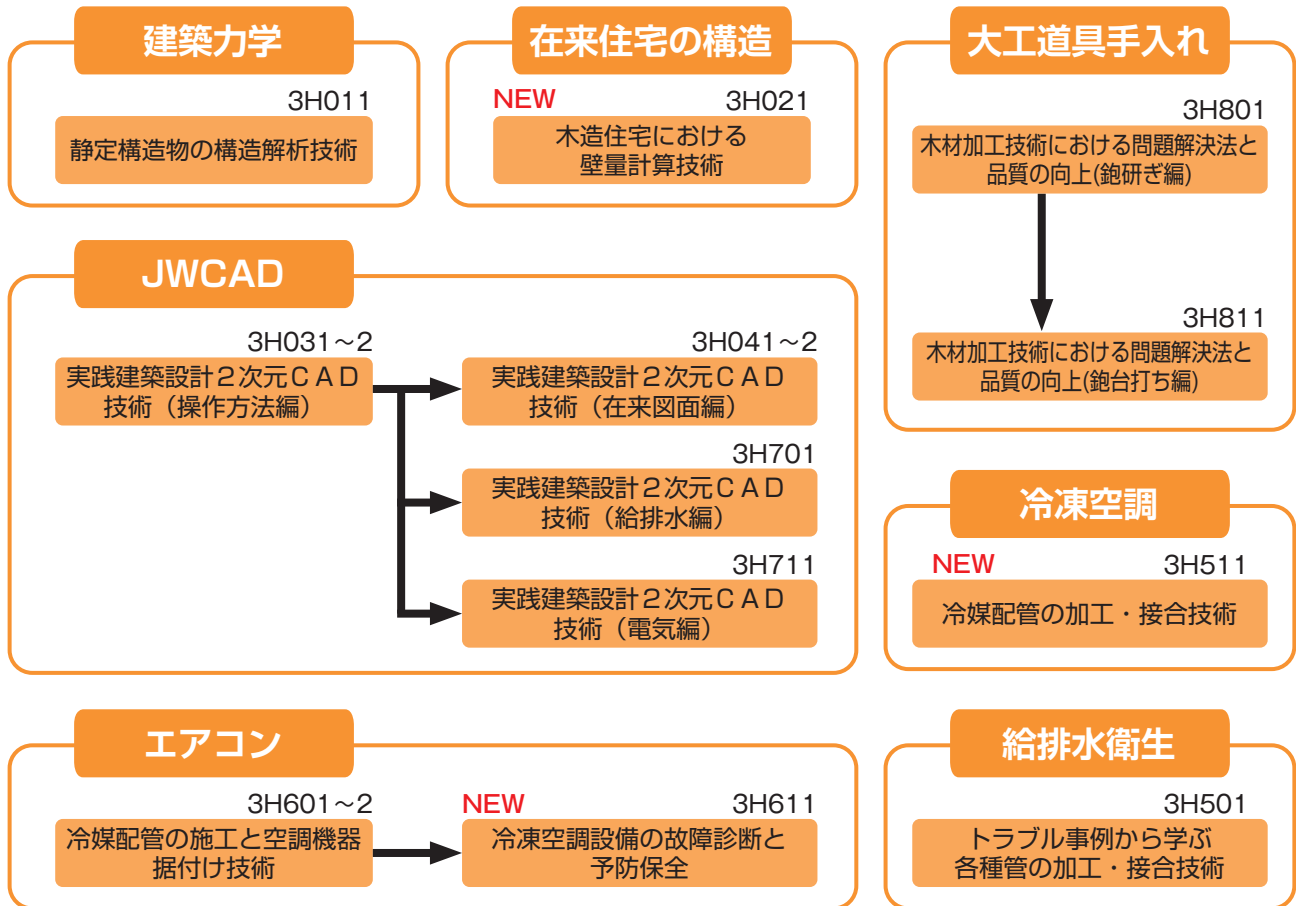 建築力学
3H011
静定構造物の構造解析技術
在来住宅の構造
NEW 3H021
木造住宅における
壁量計算技術
大工道具手入れ
3H801
木材加工技術における問題解決法と
品質の向上(鉋研ぎ編)
3H811
木材加工技術における問題解決法と
品質の向上(鉋台打ち編)
JWCAD
3H031～2
実践建築設計２次元ＣＡＤ
技術（操作方法編）
3H041～2
実践建築設計２次元ＣＡＤ
技術（在来図面編）
3H701
実践建築設計２次元ＣＡＤ
技術（給排水編）
3H711
実践建築設計２次元ＣＡＤ
技術（電気編）
冷凍空調
NEW 3H511
冷媒配管の加工・接合技術
エアコン
3H601～2
冷媒配管の施工と空調機器
据付け技術
NEW 3H611
冷凍空調設備の故障診断と
予防保全
給排水衛生
3H501
トラブル事例から学ぶ
各種管の加工・接合技術